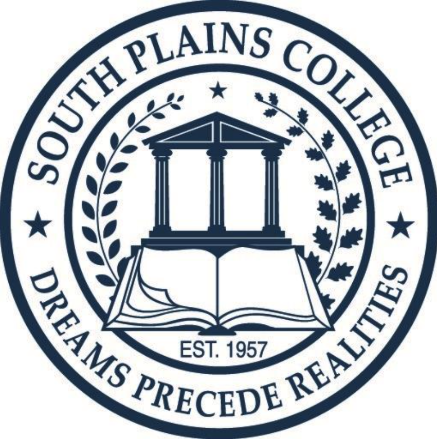 SOUTH PLAINS COLLEGE
EST. 1957
DREAMS PRECEDE REALITIES